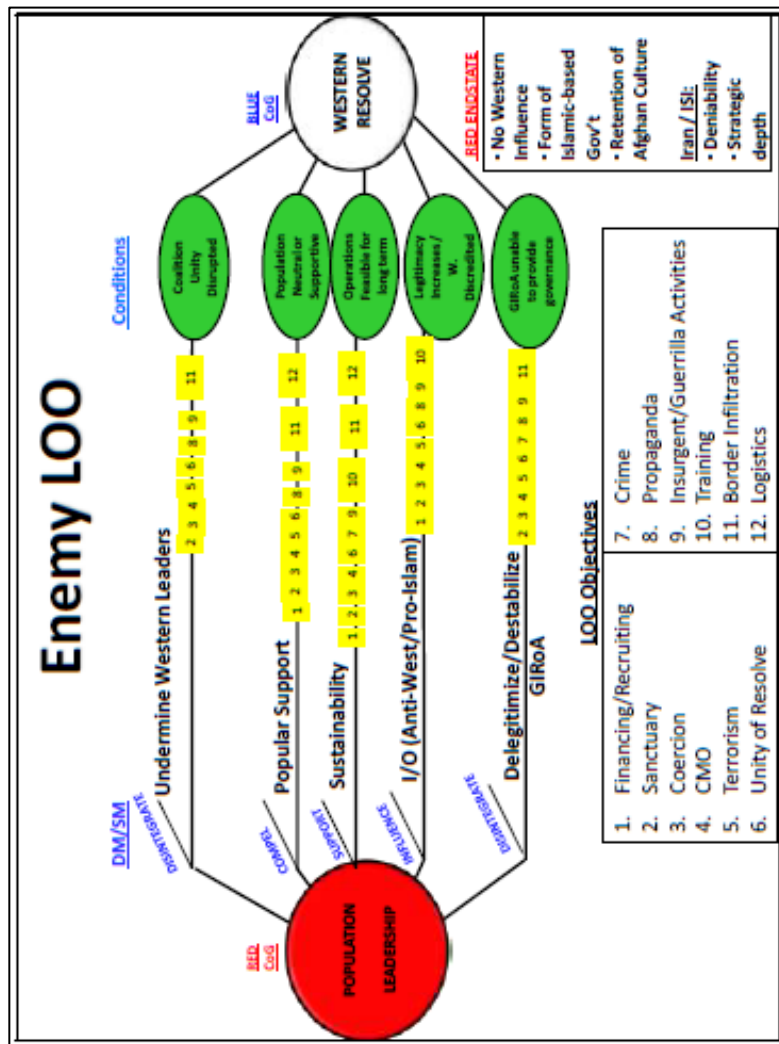 Enemy LOO
DM/SM
Conditions
RED
CoG
POPULATION
LEADERSHIP
BLUE
CoG
WESTERN
RESOLVE
DISINTEGRATE
Undermine Western Leaders
2 3 4 5 6 8 9 11
Coalition
Unity
Disrupted
COMPEL
Popular Support
1 2 3 4 5 6 8 9 11 12
Population
Neutral or
Supportive
SUPPORT
Sustainability
1 2 3 4 6 7 9 10 11 12
Operations
Feasible for
long term
INFLUENCE
I/O (Anti-West/Pro-Islam)
1 2 3 4 5 6 8 9 10
Legitimacy
Increases /
W.
Discredited
DISINTEGRATE
Delegitimize/Destabilize
GIRoA
2 3 4 5 6 7 8 9 11
GIRoA unable
to provide
governance
RED ENDSTATE
• No Western
Influence
• Form of
Islamic-based
Gov't
• Retention of
Afghan Culture
Iran / ISI:
• Deniability
• Strategic
depth
LOO Objectives
1. Financing/Recruiting
2. Sanctuary
3. Coercion
4. CMO
5. Terrorism
6. Unity of Resolve
7. Crime
8. Propaganda
9. Insurgent/Guerrilla Activities
10. Training
11. Border Infiltration
12. Logistics